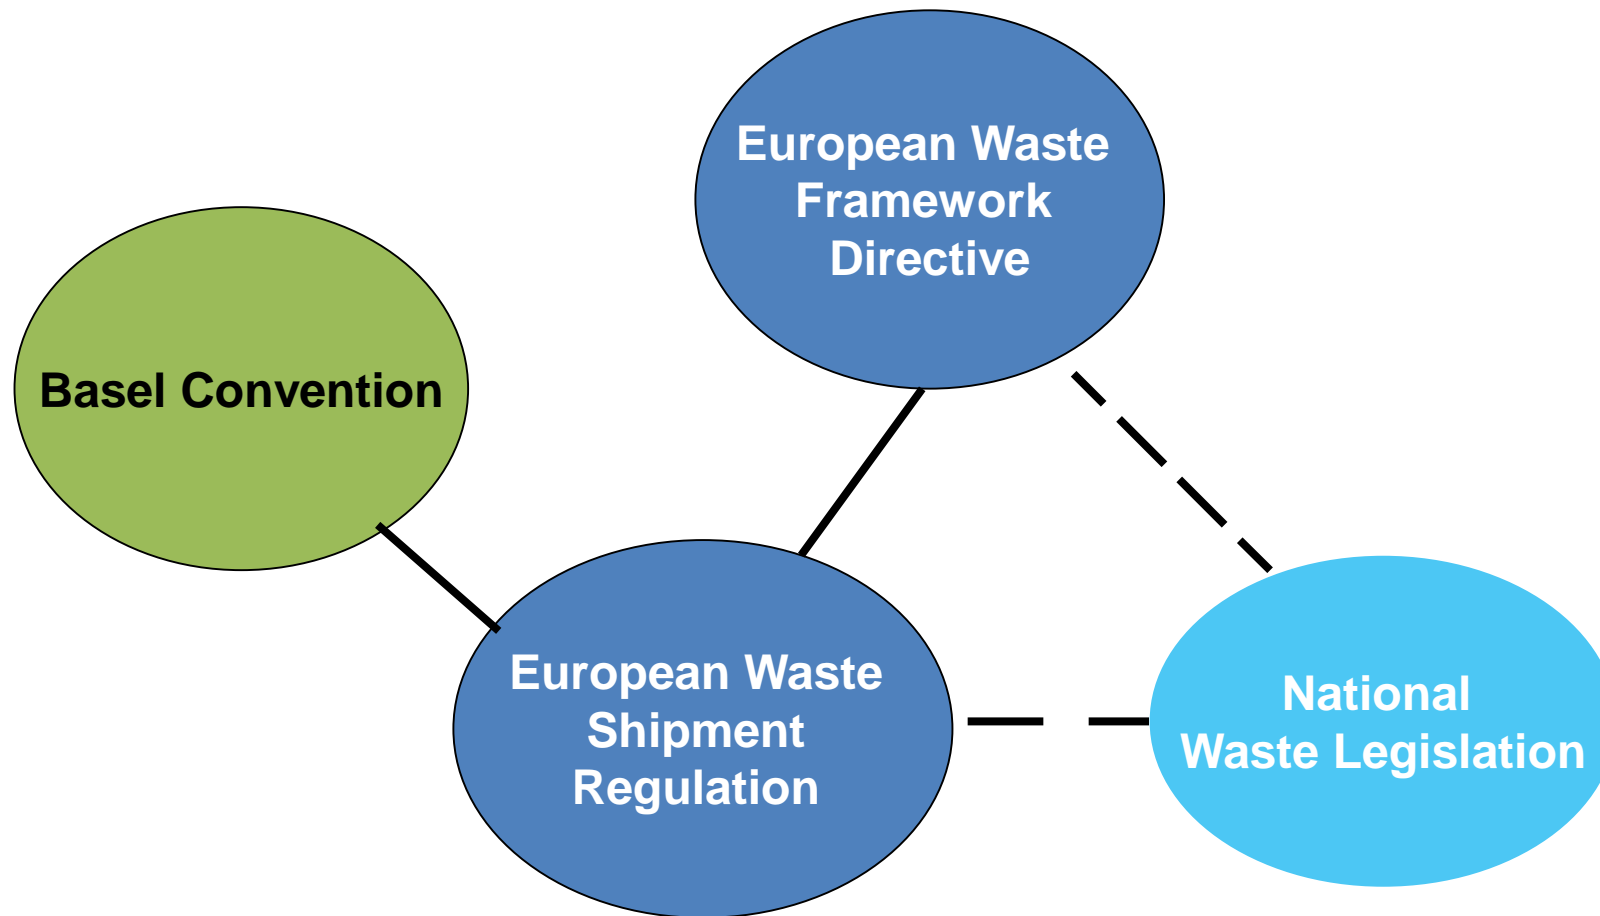 European Waste
Framework
Directive
Basel Convention
European Waste
Shipment
Regulation
National
Waste Legislation